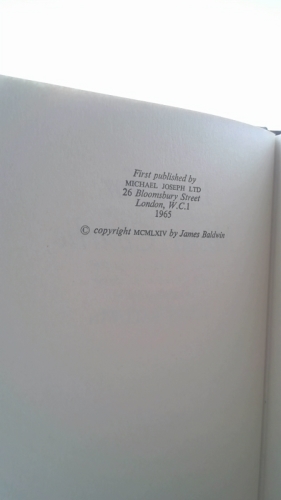 First published by
MICHAEL JOSEPH LTD
26 Bloomsbury Street
London, W.C.1
1965
© copyright MCMLXIV by James Baldwin